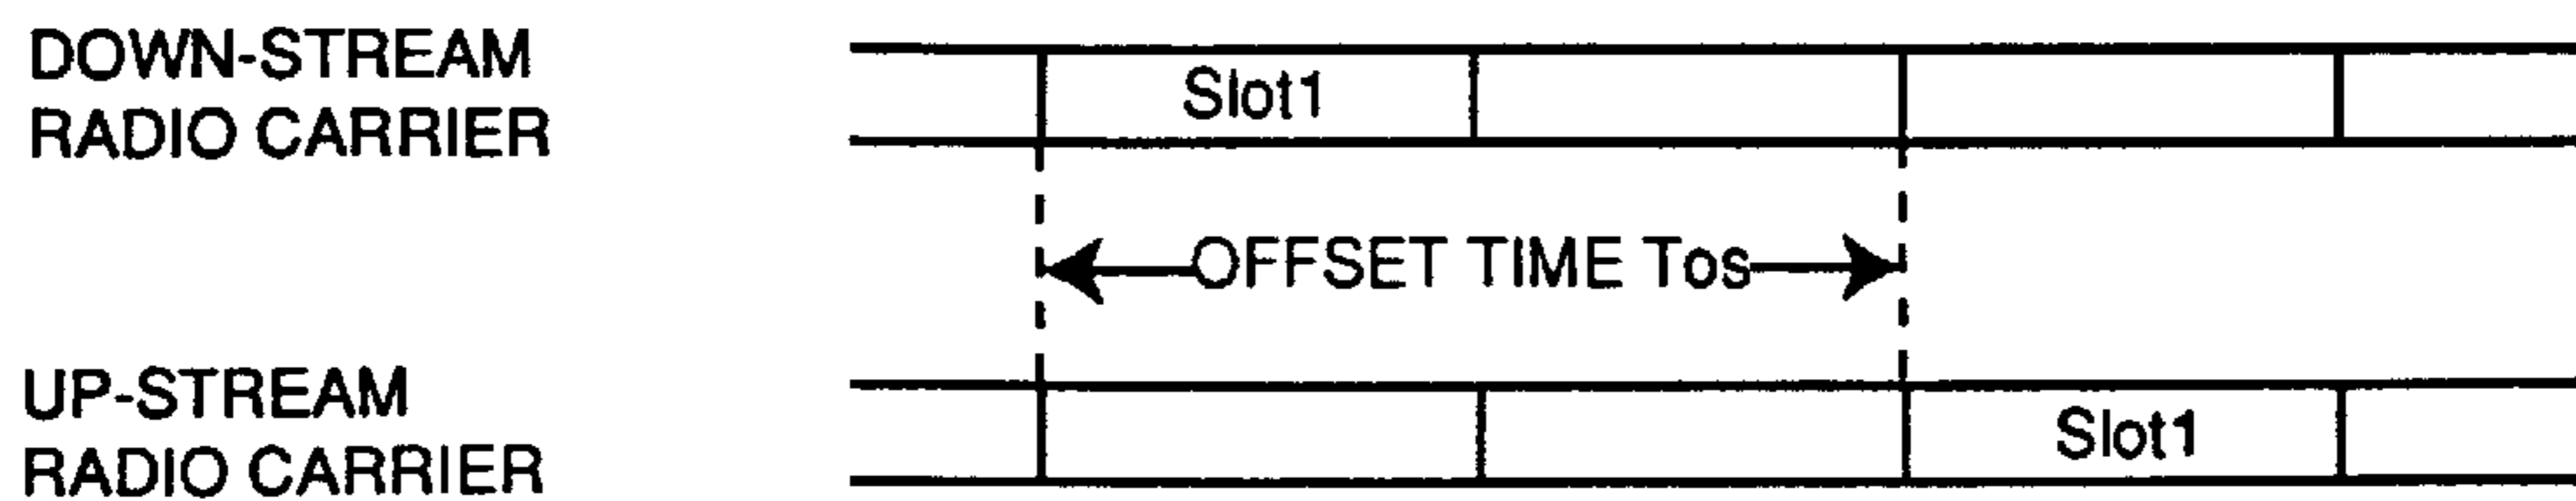 DOWN-STREAM
RADIO CARRIER
Slot1
OFFSET TIME Tos
UP-STREAM
RADIO CARRIER
Slot1